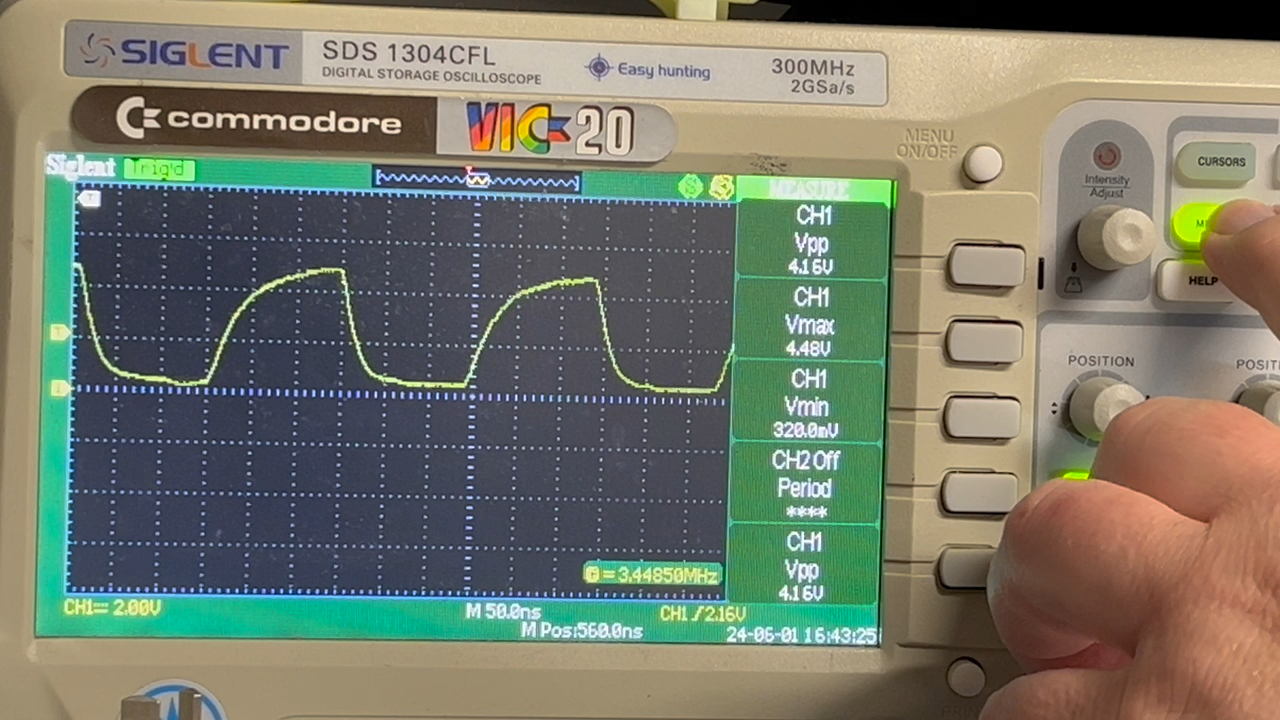 SIGLENT
SDS 1304CFL
DIGITAL STORAGE OSCILLOSCOPE
Easy hunting
300MHz
2GSa/s
commodore
VIC-20
MENU
ON/OFF
Intensity
Adjust
CURSORS
HELP
POSITION
Siglent
Trig'd
MEASURE
CH1
Vpp
4.16V
CH1
Vmax
4.48V
CH1
Vmin
320.0mV
CH2 Off
Period
****
CH1
Vpp
4.16V
= 3.44850MHz
CH1 2.00V
M 50.0ns
CH1 2.16V
M Pos:560.0ns
24-06-01 16:43:25